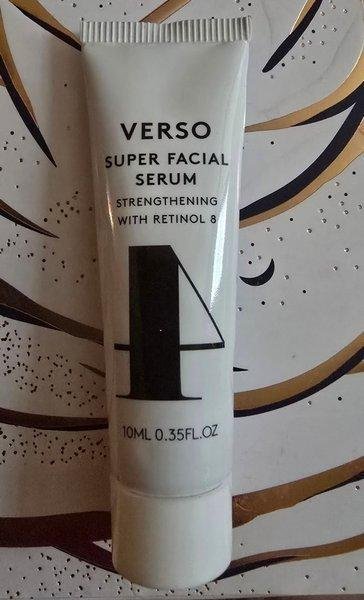 VERSO
SUPER FACIAL
SERUM
STRENGTHENING
WITH RETINOL 8
4
10ML 0.35FL.OZ